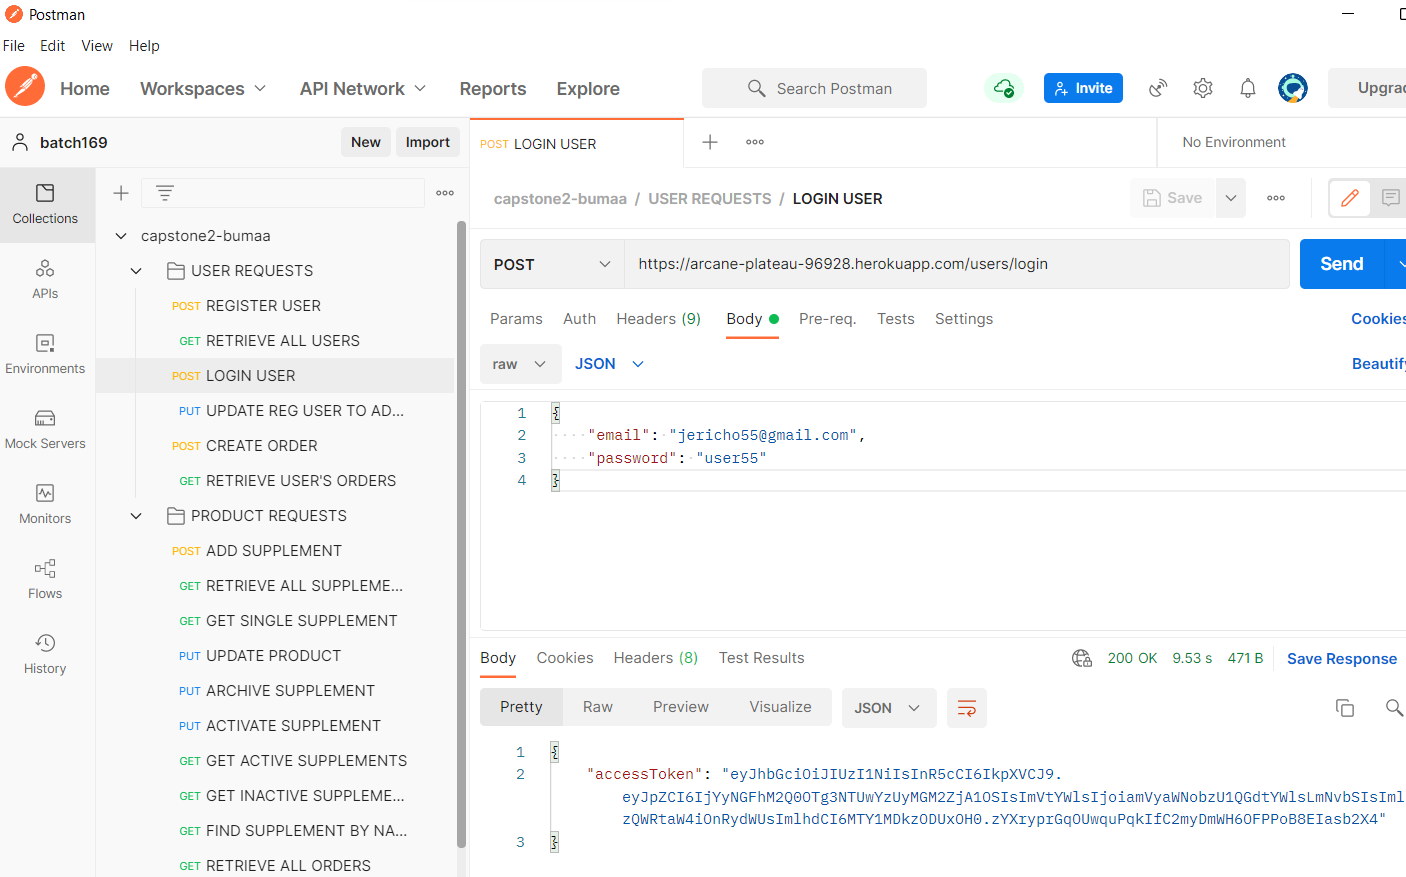 Postman
File Edit View Help
Home Workspaces API Network Reports Explore Search Postman Invite Upgrad
batch169 New Import POST LOGIN USER No Environment
Collections
APIs
Environments
Mock Servers
Monitors
Flows
History
capstone2-bumaa
USER REQUESTS
POST REGISTER USER
GET RETRIEVE ALL USERS
POST LOGIN USER
PUT UPDATE REG USER TO AD...
POST CREATE ORDER
GET RETRIEVE USER'S ORDERS
PRODUCT REQUESTS
POST ADD SUPPLEMENT
GET RETRIEVE ALL SUPPLEME...
GET GET SINGLE SUPPLEMENT
PUT UPDATE PRODUCT
PUT ARCHIVE SUPPLEMENT
PUT ACTIVATE SUPPLEMENT
GET GET ACTIVE SUPPLEMENTS
GET GET INACTIVE SUPPLEME...
GET FIND SUPPLEMENT BY NA...
GET RETRIEVE ALL ORDERS
capstone2-bumaa / USER REQUESTS / LOGIN USER Save
POST https://arcane-plateau-96928.herokuapp.com/users/login Send
Params Auth Headers (9) Body Pre-req. Tests Settings Cookies
raw JSON Beautify
1 {
2 "email": "jericho55@gmail.com",
3 "password": "user55"
4 }
Body Cookies Headers (8) Test Results 200 OK 9.53 s 471 B Save Response
Pretty Raw Preview Visualize JSON
1 {
2 "accessToken": "eyJhbGciOiJIUzI1NiIsInR5cCI6IkpXVCJ9.
eyJpZCI6IjYyNGFhM2Q0OTg3NTUwYzUyMGM2ZjA1OSIsImVtYWlsIjoiamVyaWNobzU1QGdtYWlsLmNvbSIsIml
zQWRtaW4iOnRydWUsImlhdCI6MTY1MDkzODUxOH0.zYXryprGqOUwquPqkIfC2myDmWH6OFPPoB8EIasb2X4"
3 }